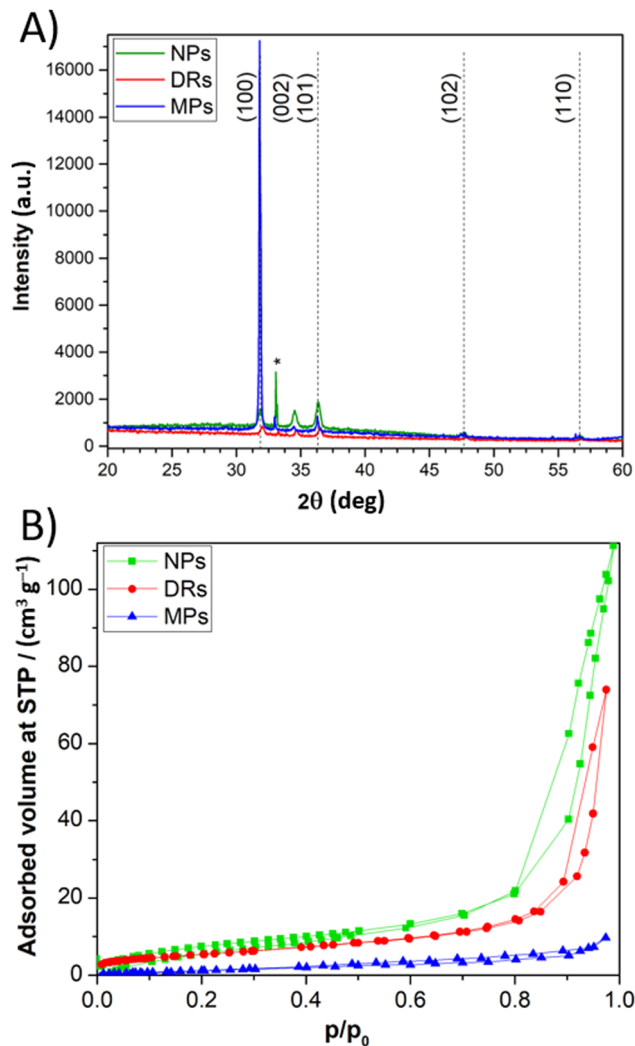 A)
NPs
DRs
MPs
(100)
(002)
(101)
(102)
(110)
*
16000
14000
12000
10000
8000
6000
4000
2000
0
Intensity (a.u.)
20 25 30 35 40 45 50 55 60
2θ (deg)
B)
NPs
DRs
MPs
100
80
60
40
20
0
Adsorbed volume at STP / (cm³ g⁻¹)
0.0 0.2 0.4 0.6 0.8 1.0
p/p₀